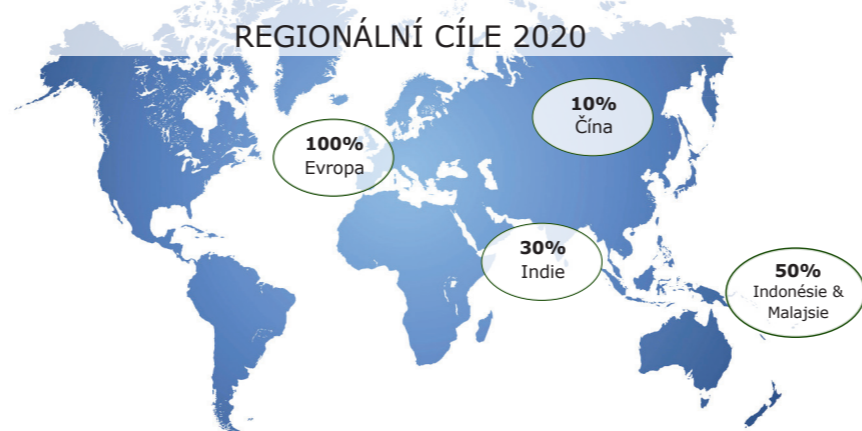 REGIONÁLNÍ CÍLE 2020
10%
Čína
100%
Evropa
30%
Indie
50%
Indonésie &
Malajsie